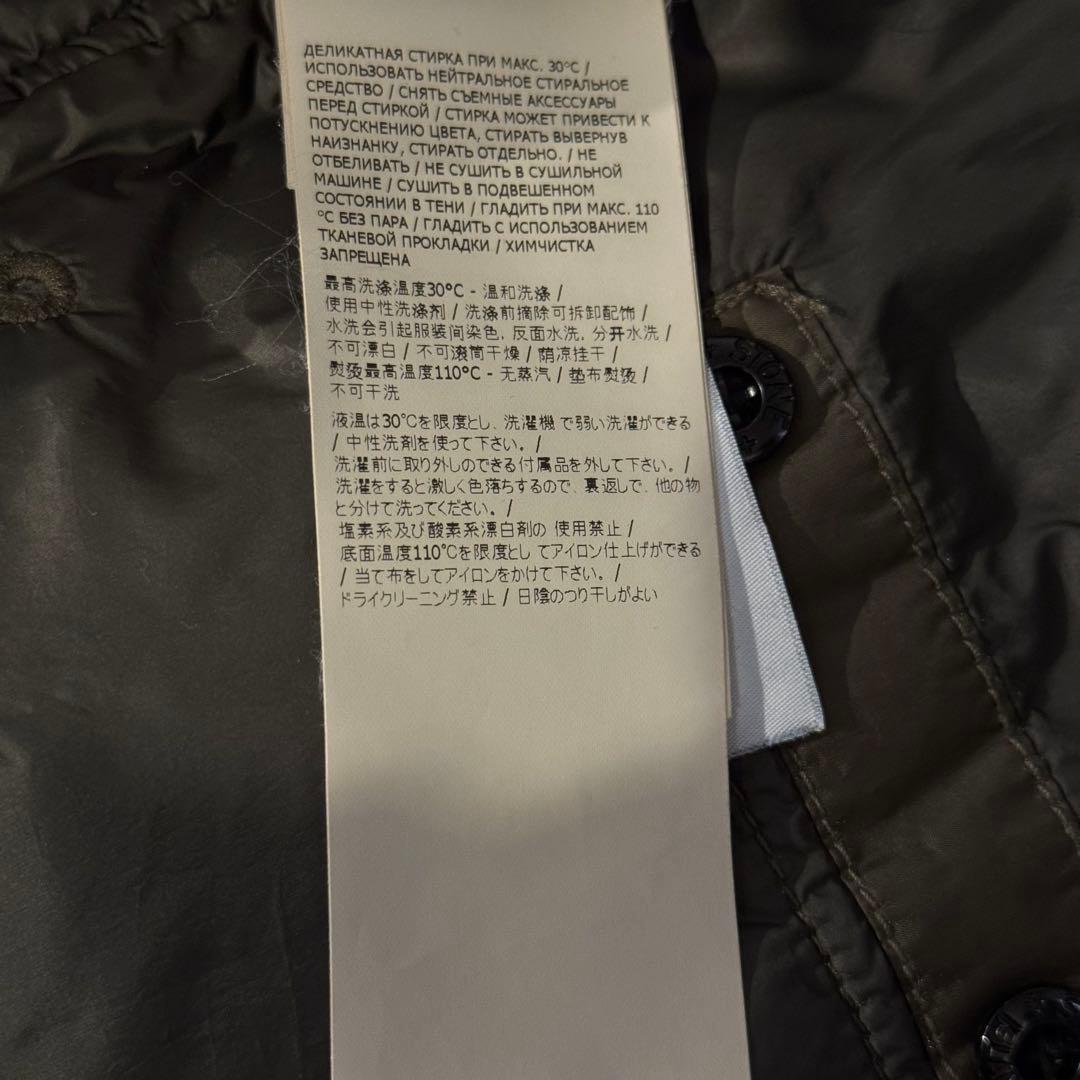 ДЕЛИКАТНАЯ СТИРКА ПРИ МАКС. 30°C /
ИСПОЛЬЗОВАТЬ НЕЙТРАЛЬНОЕ СТИРАЛЬНОЕ
СРЕДСТВО / СНЯТЬ СЪЕМНЫЕ АКСЕССУАРЫ
ПЕРЕД СТИРКОЙ / СТИРКА МОЖЕТ ПРИВЕСТИ К
ПОТУСКНЕНИЮ ЦВЕТА, СТИРАТЬ ВЫВЕРНУВ
НАИЗНАНКУ, СТИРАТЬ ОТДЕЛЬНО. / НЕ
ОТБЕЛИВАТЬ / НЕ СУШИТЬ В СУШИЛЬНОЙ
МАШИНЕ / СУШИТЬ В ПОДВЕШЕННОМ
СОСТОЯНИИ В ТЕНИ / ГЛАДИТЬ ПРИ МАКС. 110
°C БЕЗ ПАРА / ГЛАДИТЬ С ИСПОЛЬЗОВАНИЕМ
ТКАНЕВОЙ ПРОКЛАДКИ / ХИМЧИСТКА
ЗАПРЕЩЕНА
最高洗涤温度30°C - 温和洗涤 /
使用中性洗涤剂 / 洗涤前摘除可拆卸配饰 /
水洗会引起服装间染色, 反面水洗, 分开水洗 /
不可漂白 / 不可滚筒干燥 / 荫凉挂干 /
熨烫最高温度110°C - 无蒸汽 / 垫布熨烫 /
不可干洗
液温は30℃を限度とし、洗濯機 で弱い洗濯ができる
/ 中性洗剤を使って下さい。 /
洗濯前に取り外しのできる付属品を外して下さい。 /
洗濯をすると激しく色落ちするので、裏返しで、他の物
と分けて洗ってください。 /
塩素系及び酸素系漂白剤の 使用禁止 /
底面温度110℃を限度とし てアイロン仕上げができる
/ 当て布をしてアイロンをかけて下さい。 /
ドライクリーニング禁止 / 日陰のつり干しがよい
STONE